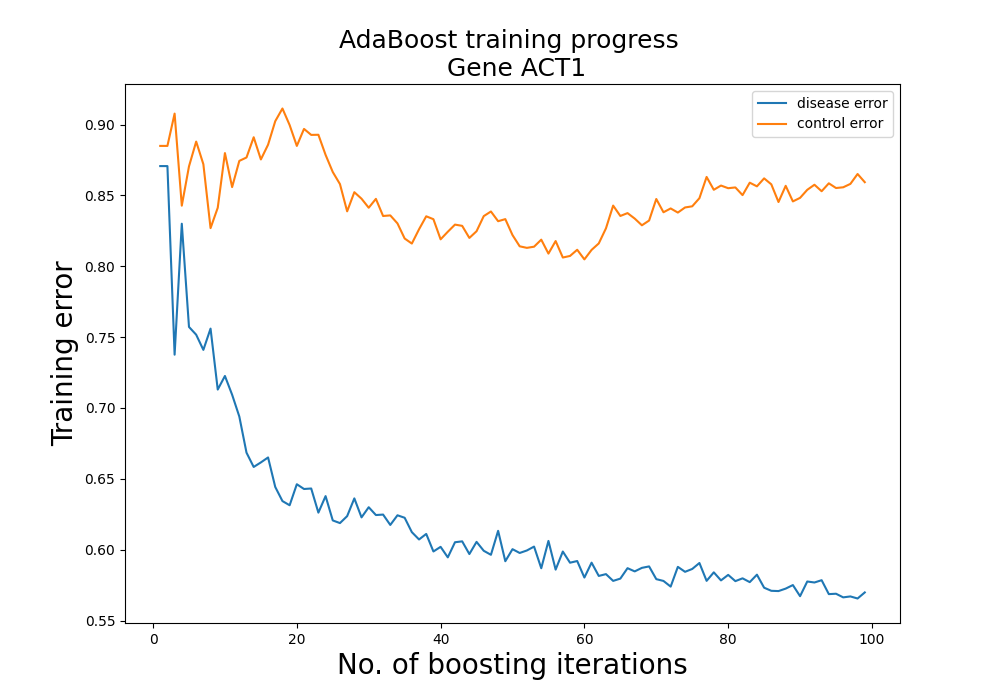 AdaBoost training progress
Gene ACT1
disease error
control error
Training error
0.90
0.85
0.80
0.75
0.70
0.65
0.60
0.55
0
20
40
60
80
100
No. of boosting iterations